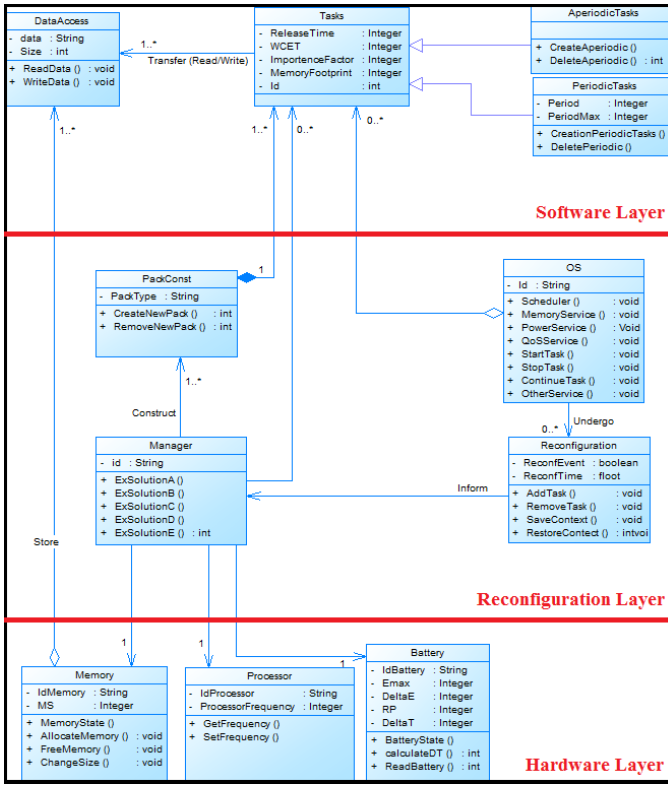 DataAccess
- data : String
- Size : int
+ ReadData () : void
+ WriteData () : void
1..*
Transfer (Read/Write)
Tasks
- ReleaseTime : Integer
- WCET : Integer
- ImportenceFactor : Integer
- MemoryFootprint : Integer
- Id : int
AperiodicTasks
+ CreateAperiodic ()
+ DeleteAperiodic () : int
PeriodicTasks
- Period : Integer
- PeriodMax : Integer
+ CreationPeriodicTasks ()
+ DeletePeriodic ()
1..*
1..*
0..*
0..*
Software Layer
PackConst
- PackType : String
+ CreateNewPack () : int
+ RemoveNewPack () : int
1
OS
- Id : String
+ Scheduler () : void
+ MemoryService () : void
+ PowerService () : Void
+ QoSService () : void
+ StartTask () : void
+ StopTask () : void
+ ContinueTask () : void
+ OtherService () : void
1..*
Construct
Undergo
0..*
Manager
- id : String
+ ExSolutionA ()
+ ExSolutionB ()
+ ExSolutionC ()
+ ExSolutionD ()
+ ExSolutionE () : int
Inform
Reconfiguration
- ReconfEvent : boolean
- ReconfTime : floot
+ AddTask () : void
+ RemoveTask () : void
+ SaveContext () : void
+ RestoreContect () : intvoi
Store
Reconfiguration Layer
1
1
1
Memory
- IdMemory : String
- MS : Integer
+ MemoryState ()
+ AllocateMemory () : void
+ FreeMemory () : void
+ ChangeSize () : void
Processor
- IdProcessor : String
- ProcessorFrequency : Integer
+ GetFrequency ()
+ SetFrequency ()
Battery
- IdBattery : String
- Emax : Integer
- DeltaE : Integer
- RP : Integer
- DeltaT : Integer
+ BatteryState ()
+ calculateDT () : int
+ ReadBattery () : int
Hardware Layer